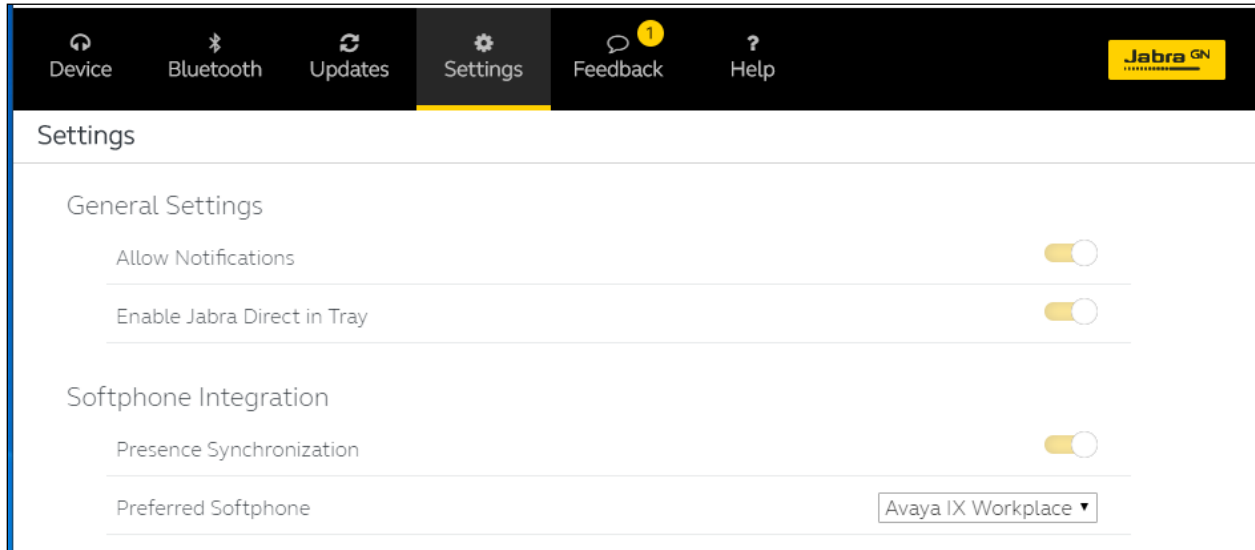 Device Bluetooth Updates Settings Feedback 1 ? Help Jabra GN
Settings
General Settings
Allow Notifications
Enable Jabra Direct in Tray
Softphone Integration
Presence Synchronization
Preferred Softphone Avaya IX Workplace